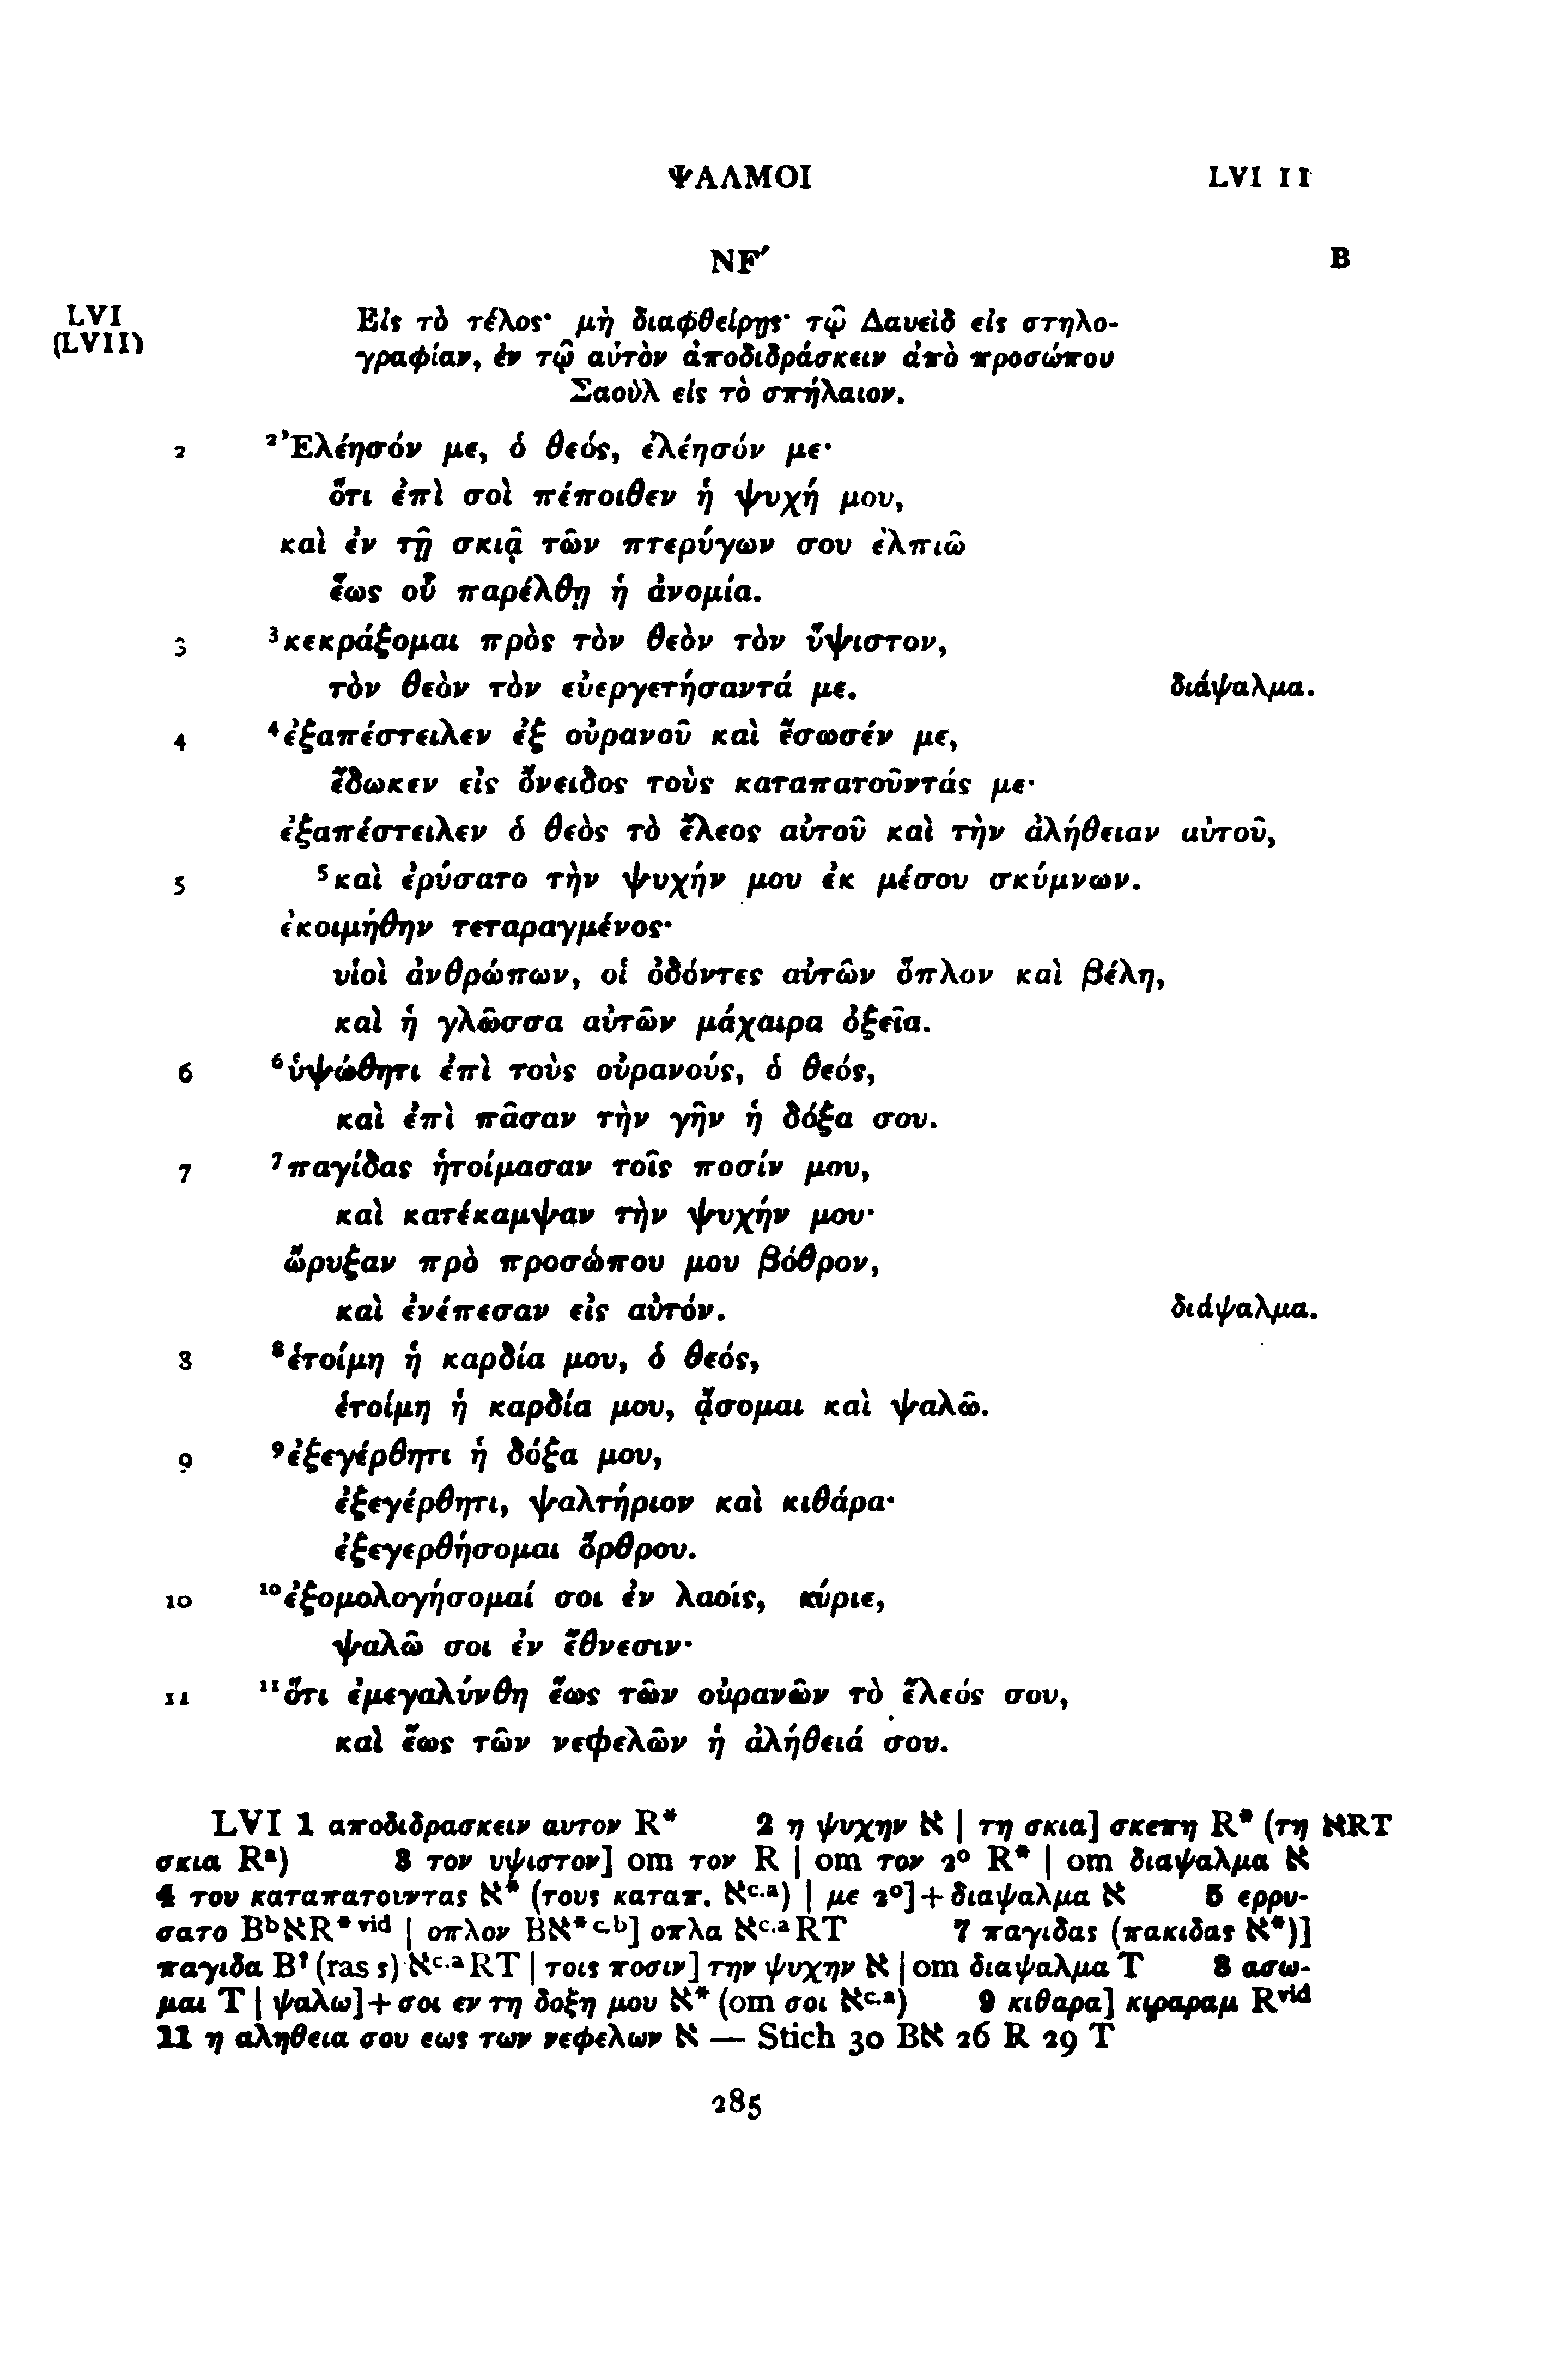 ΨΑΛΜΟΙ LVI 11
NϜʹ B
LVI
(LVII)
Εἰς τὸ τέλος· μὴ διαφθείρῃς· τῷ Δαυεὶδ εἰς στηλο-
γραφίαν, ἐν τῷ αὐτὸν ἀποδιδράσκειν ἀπὸ προσώπου
Σαοὺλ εἰς τὸ σπήλαιον.
2 ²Ἐλέησόν με, ὁ θεός, ἐλέησόν με·
ὅτι ἐπὶ σοὶ πέποιθεν ἡ ψυχή μου,
καὶ ἐν τῇ σκιᾷ τῶν πτερύγων σου ἐλπιῶ
ἕως οὗ παρέλθῃ ἡ ἀνομία.
3 ³κεκράξομαι πρὸς τὸν θεὸν τὸν ὕψιστον,
τὸν θεὸν τὸν εὐεργετήσαντά με. διάψαλμα.
4 ⁴ἐξαπέστειλεν ἐξ οὐρανοῦ καὶ ἔσωσέν με,
ἔδωκεν εἰς ὄνειδος τοὺς καταπατοῦντάς με·
ἐξαπέστειλεν ὁ θεὸς τὸ ἔλεος αὐτοῦ καὶ τὴν ἀλήθειαν αὐτοῦ,
5 ⁵καὶ ἐρύσατο τὴν ψυχήν μου ἐκ μέσου σκύμνων.
ἐκοιμήθην τεταραγμένος·
υἱοὶ ἀνθρώπων, οἱ ὀδόντες αὐτῶν ὅπλον καὶ βέλη,
καὶ ἡ γλῶσσα αὐτῶν μάχαιρα ὀξεῖα.
6 ⁶ὑψώθητι ἐπὶ τοὺς οὐρανούς, ὁ θεός,
καὶ ἐπὶ πᾶσαν τὴν γῆν ἡ δόξα σου.
7 ⁷παγίδας ἡτοίμασαν τοῖς ποσίν μου,
καὶ κατέκαμψαν τὴν ψυχήν μου·
ὤρυξαν πρὸ προσώπου μου βόθρον,
καὶ ἐνέπεσαν εἰς αὐτόν. διάψαλμα.
8 ⁸ἑτοίμη ἡ καρδία μου, ὁ θεός,
ἑτοίμη ἡ καρδία μου, ᾄσομαι καὶ ψαλῶ.
9 ⁹ἐξεγέρθητι ἡ δόξα μου,
ἐξεγέρθητι, ψαλτήριον καὶ κιθάρα·
ἐξεγερθήσομαι ὄρθρου.
10 ¹⁰ἐξομολογήσομαί σοι ἐν λαοῖς, κύριε,
ψαλῶ σοι ἐν ἔθνεσιν·
11 ¹¹ὅτι ἐμεγαλύνθη ἕως τῶν οὐρανῶν τὸ ἔλεός σου,
καὶ ἕως τῶν νεφελῶν ἡ ἀλήθειά σου.
LVI 1 αποδιδρασκειν αυτον R* 2 η ψυχην א | τη σκια] σκεπη R* (τη אRT
σκια Rᵃ) 3 τον υψιστον] om τον R | om τον 2⁰ R* | om διαψαλμα א
4 τον καταπατουντας א* (τους καταπ. אᶜ·ᵃ) | με 2⁰]+διαψαλμα א 5 ερρυ-
σατο BᵇאR*ᵛⁱᵈ | οπλον Bא*ᶜ·ᵇ] οπλα אᶜ·ᵃRT 7 παγιδας (πακιδας א*)]
παγιδα B? (ras s) אᶜ·ᵃRT | τοις ποσιν] την ψυχην א | om διαψαλμα T 8 ασω-
μαι T | ψαλω]+σοι εν τη δοξη μου א* (om σοι אᶜ·ᵃ) 9 κιθαρα] κιραραμ Rᵛⁱᵈ
11 η αληθεια σου εως των νεφελων א — Stich 30 Bא 26 R 29 T
285